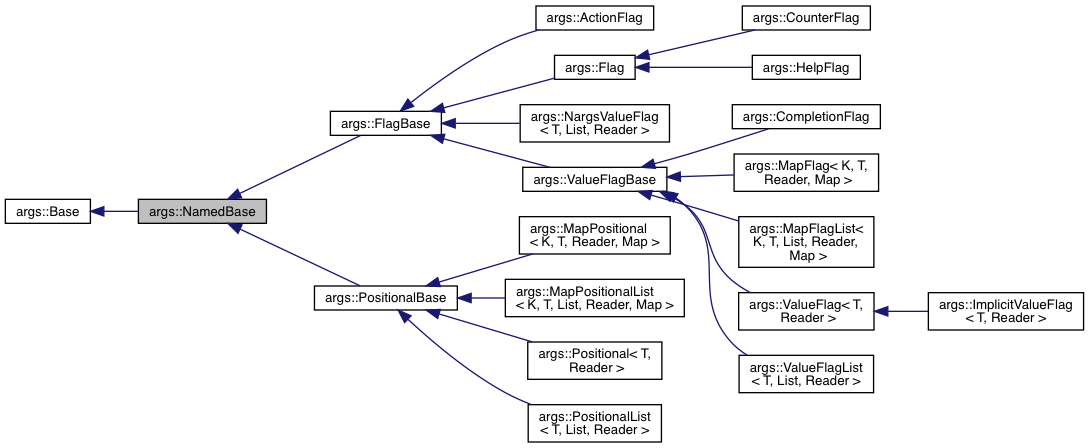 args::Base
args::NamedBase
args::FlagBase
args::PositionalBase
args::ActionFlag
args::Flag
args::NargsValueFlag
< T, List, Reader >
args::ValueFlagBase
args::MapPositional
< K, T, Reader, Map >
args::MapPositionalList
< K, T, List, Reader, Map >
args::Positional< T,
Reader >
args::PositionalList
< T, List, Reader >
args::CounterFlag
args::HelpFlag
args::CompletionFlag
args::MapFlag< K, T,
Reader, Map >
args::MapFlagList<
K, T, List, Reader,
Map >
args::ValueFlag< T,
Reader >
args::ValueFlagList
< T, List, Reader >
args::ImplicitValueFlag
< T, Reader >